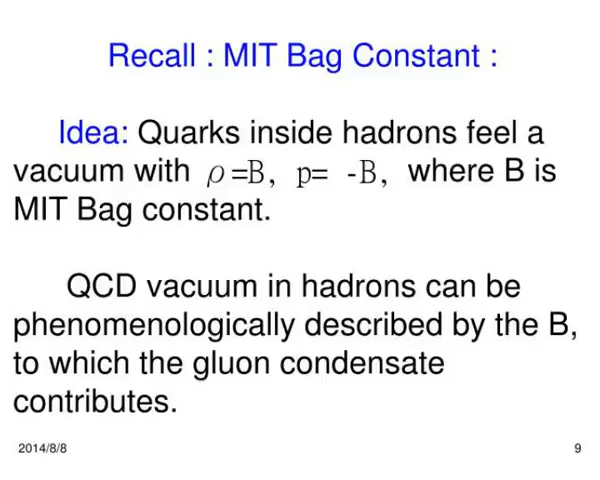 Recall : MIT Bag Constant :
Idea: Quarks inside hadrons feel a
vacuum with ρ=B, p= -B, where B is
MIT Bag constant.
QCD vacuum in hadrons can be
phenomenologically described by the B,
to which the gluon condensate
contributes.
2014/8/8
9